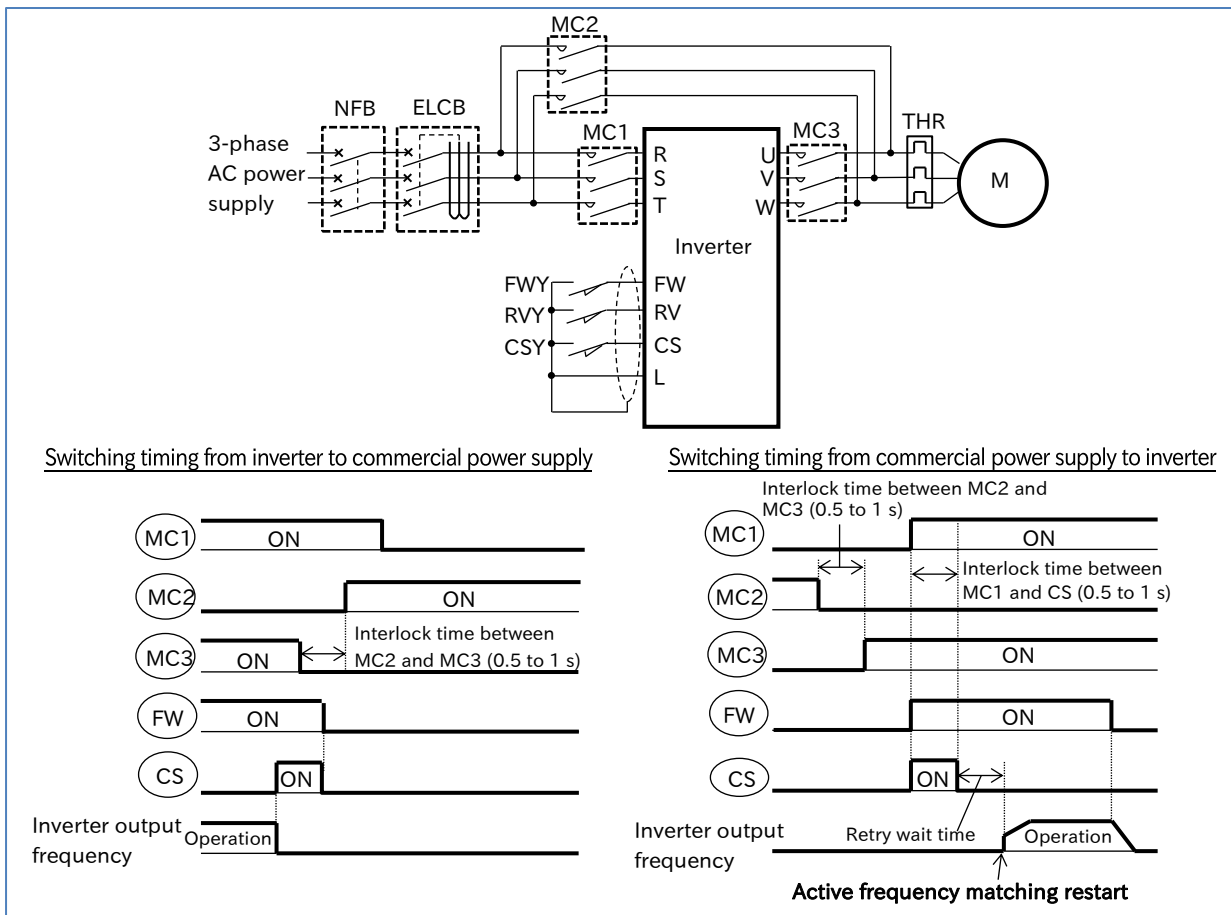 MC2
NFB
ELCB
MC1
MC3
THR
3-phase
AC power
supply
R
S
T
U
V
W
M
Inverter
FWY
RVY
CSY
FW
RV
CS
L
Switching timing from inverter to commercial power supply
MC1
ON
MC2
ON
MC3
ON
Interlock time between
MC2 and MC3 (0.5 to 1 s)
FW
ON
CS
ON
Inverter output
frequency
Operation
Switching timing from commercial power supply to inverter
Interlock time between MC2 and
MC3 (0.5 to 1 s)
MC1
ON
Interlock time between
MC1 and CS (0.5 to 1 s)
MC2
MC3
ON
FW
ON
CS
ON
Inverter output
frequency
Retry wait time
Operation
Active frequency matching restart